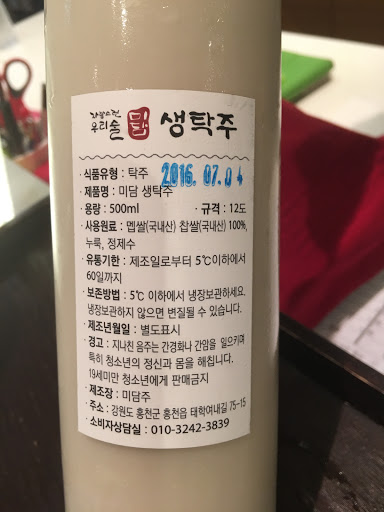 우리술 미담 생탁주
· 식품유형 : 탁주 2016. 07. 04
· 제품명 : 미담 생탁주
· 용량 : 500ml · 규격 : 12도
· 사용원료 : 멥쌀(국내산) 찹쌀(국내산) 100%,
누룩, 정제수
· 유통기한 : 제조일로부터 5℃이하에서
60일까지
· 보존방법 : 5℃ 이하에서 냉장보관하세요.
냉장보관하지 않으면 변질될 수 있습니다.
· 제조년월일 : 별도표시
· 경고 : 지나친 음주는 간경화나 간암을 일으키며
특히 청소년의 정신과 몸을 해칩니다.
19세미만 청소년에게 판매금지
· 제조장 : 미담주
· 주소 : 강원도 홍천군 홍천읍 태학여내길 75-15
· 소비자상담실 : 010-3242-3839